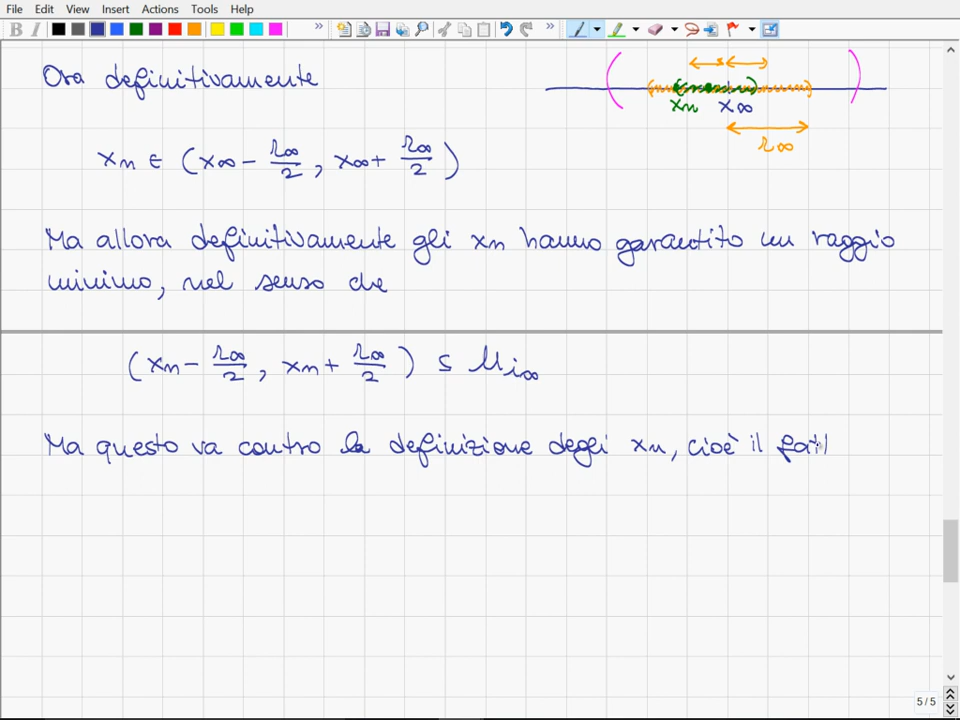 File Edit View Insert Actions Tools Help
B I
Ora definitivamente
xn x∞
r∞
xn ∈ (x∞ - r∞/2, x∞ + r∞/2)
Ma allora definitivamente gli xn hanno garantito un raggio
minimo, nel senso che
(xn - r∞/2, xn + r∞/2) ⊆ Ui∞
Ma questo va contro la definizione degli xn, cioè il fatt
5 / 5